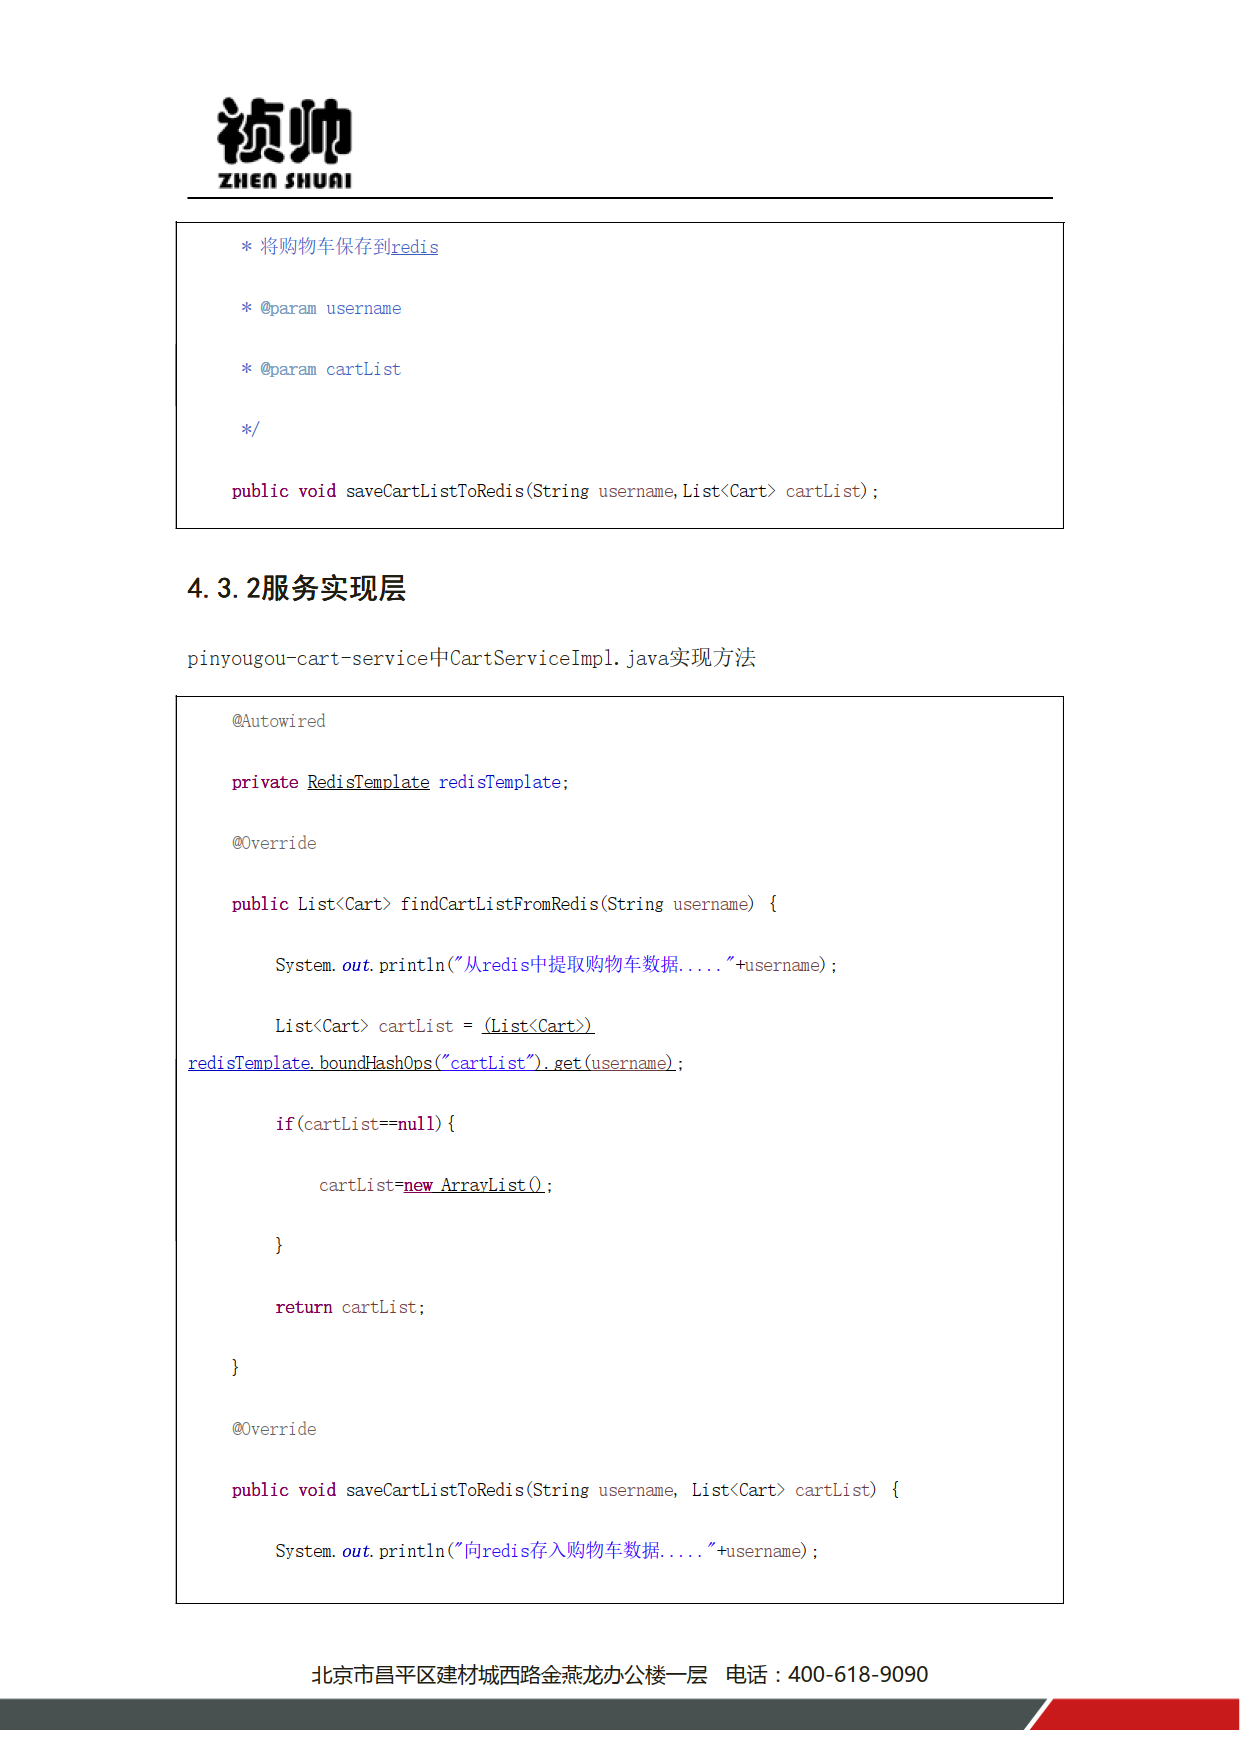 祯帅
ZHEN SHUAI
* 将购物车保存到redis
* @param username
* @param cartList
*/
public void saveCartListToRedis(String username,List<Cart> cartList);
4.3.2服务实现层
pinyougou-cart-service中CartServiceImpl.java实现方法
@Autowired
private RedisTemplate redisTemplate;
@Override
public List<Cart> findCartListFromRedis(String username) {
System.out.println("从redis中提取购物车数据....."+username);
List<Cart> cartList = (List<Cart>)
redisTemplate.boundHashOps("cartList").get(username);
if(cartList==null){
cartList=new ArrayList();
}
return cartList;
}
@Override
public void saveCartListToRedis(String username, List<Cart> cartList) {
System.out.println("向redis存入购物车数据....."+username);
北京市昌平区建材城西路金燕龙办公楼一层 电话：400-618-9090